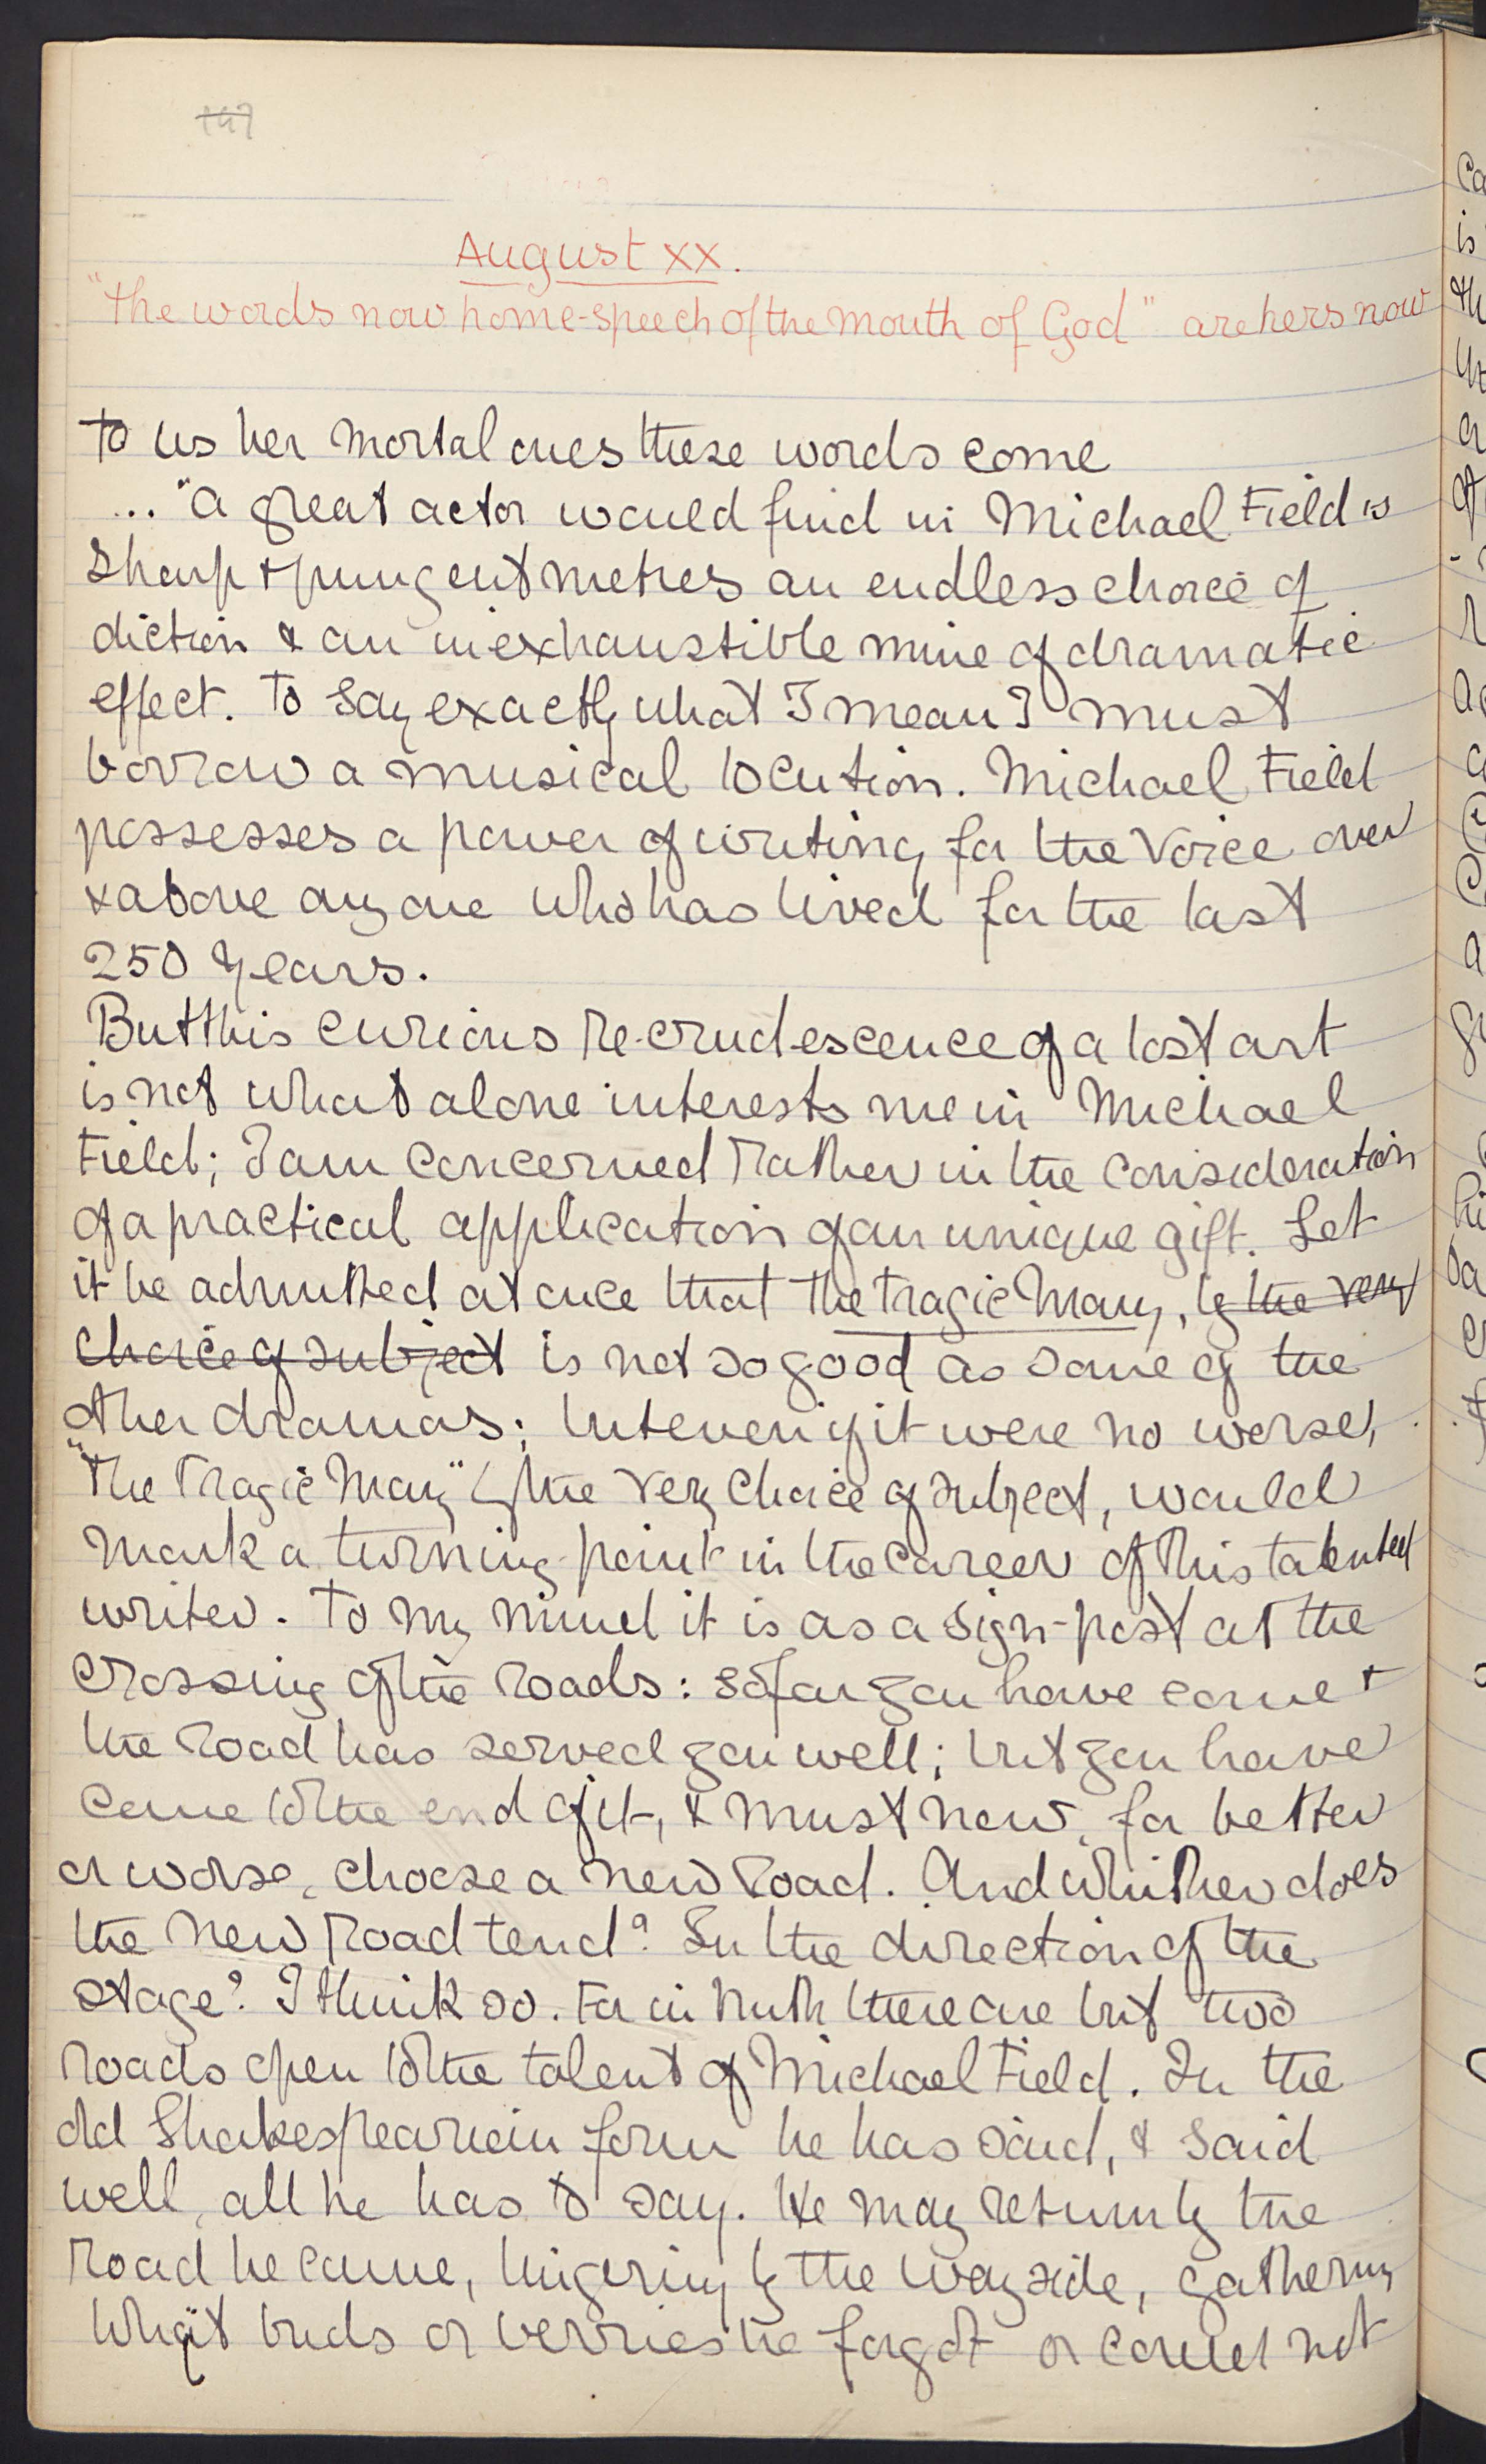 147
August xx.
"the words now home-speech of the mouth of God" are hers now
to us her mortal ones these words come
... "a great actor would find in Michael Field's
sharp & pungent metres an endless choice of
diction & an inexhaustible mine of dramatic
effect. To say exactly what I mean I must
borrow a musical locution. Michael Field
possesses a power of writing for the voice over
& above any one who has lived for the last
250 years.
But this curious re-crudescence of a lost art
is not what alone interests me in Michael
Field; I am concerned rather in the consideration
of a practical application of an unique gift. Let
it be admitted at once that the Tragic Mary, by the very
choice of subject is not so good as some of the
other dramas; but even if it were no worse,
"The Tragic Mary" by the very choice of subject, would
mark a turning-point in the career of this talented
writer. To my mind it is as a sign-post at the
crossing of the roads: so far you have come &
the road has served you well; but you have
come to the end of it, & must now, for better
or worse, choose a new road. And whither does
the new road tend? In the direction of the
stage? I think so. For in truth there are but two
roads open to the talent of Michael Field. In the
old Shakespearian form he has said, & said
well, all he has to say. He may return by the
road he came, lingering by the wayside, gathering
what buds or berries he forgot or could not